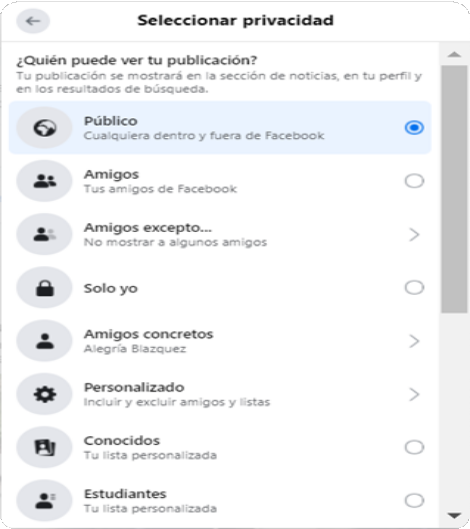 Seleccionar privacidad
¿Quién puede ver tu publicación?
Tu publicación se mostrará en la sección de noticias, en tu perfil y
en los resultados de búsqueda.
Público
Cualquiera dentro y fuera de Facebook
Amigos
Tus amigos de Facebook
Amigos excepto...
No mostrar a algunos amigos
Solo yo
Amigos concretos
Alegría Blazquez
Personalizado
Incluir y excluir amigos y listas
Conocidos
Tu lista personalizada
Estudiantes
Tu lista personalizada